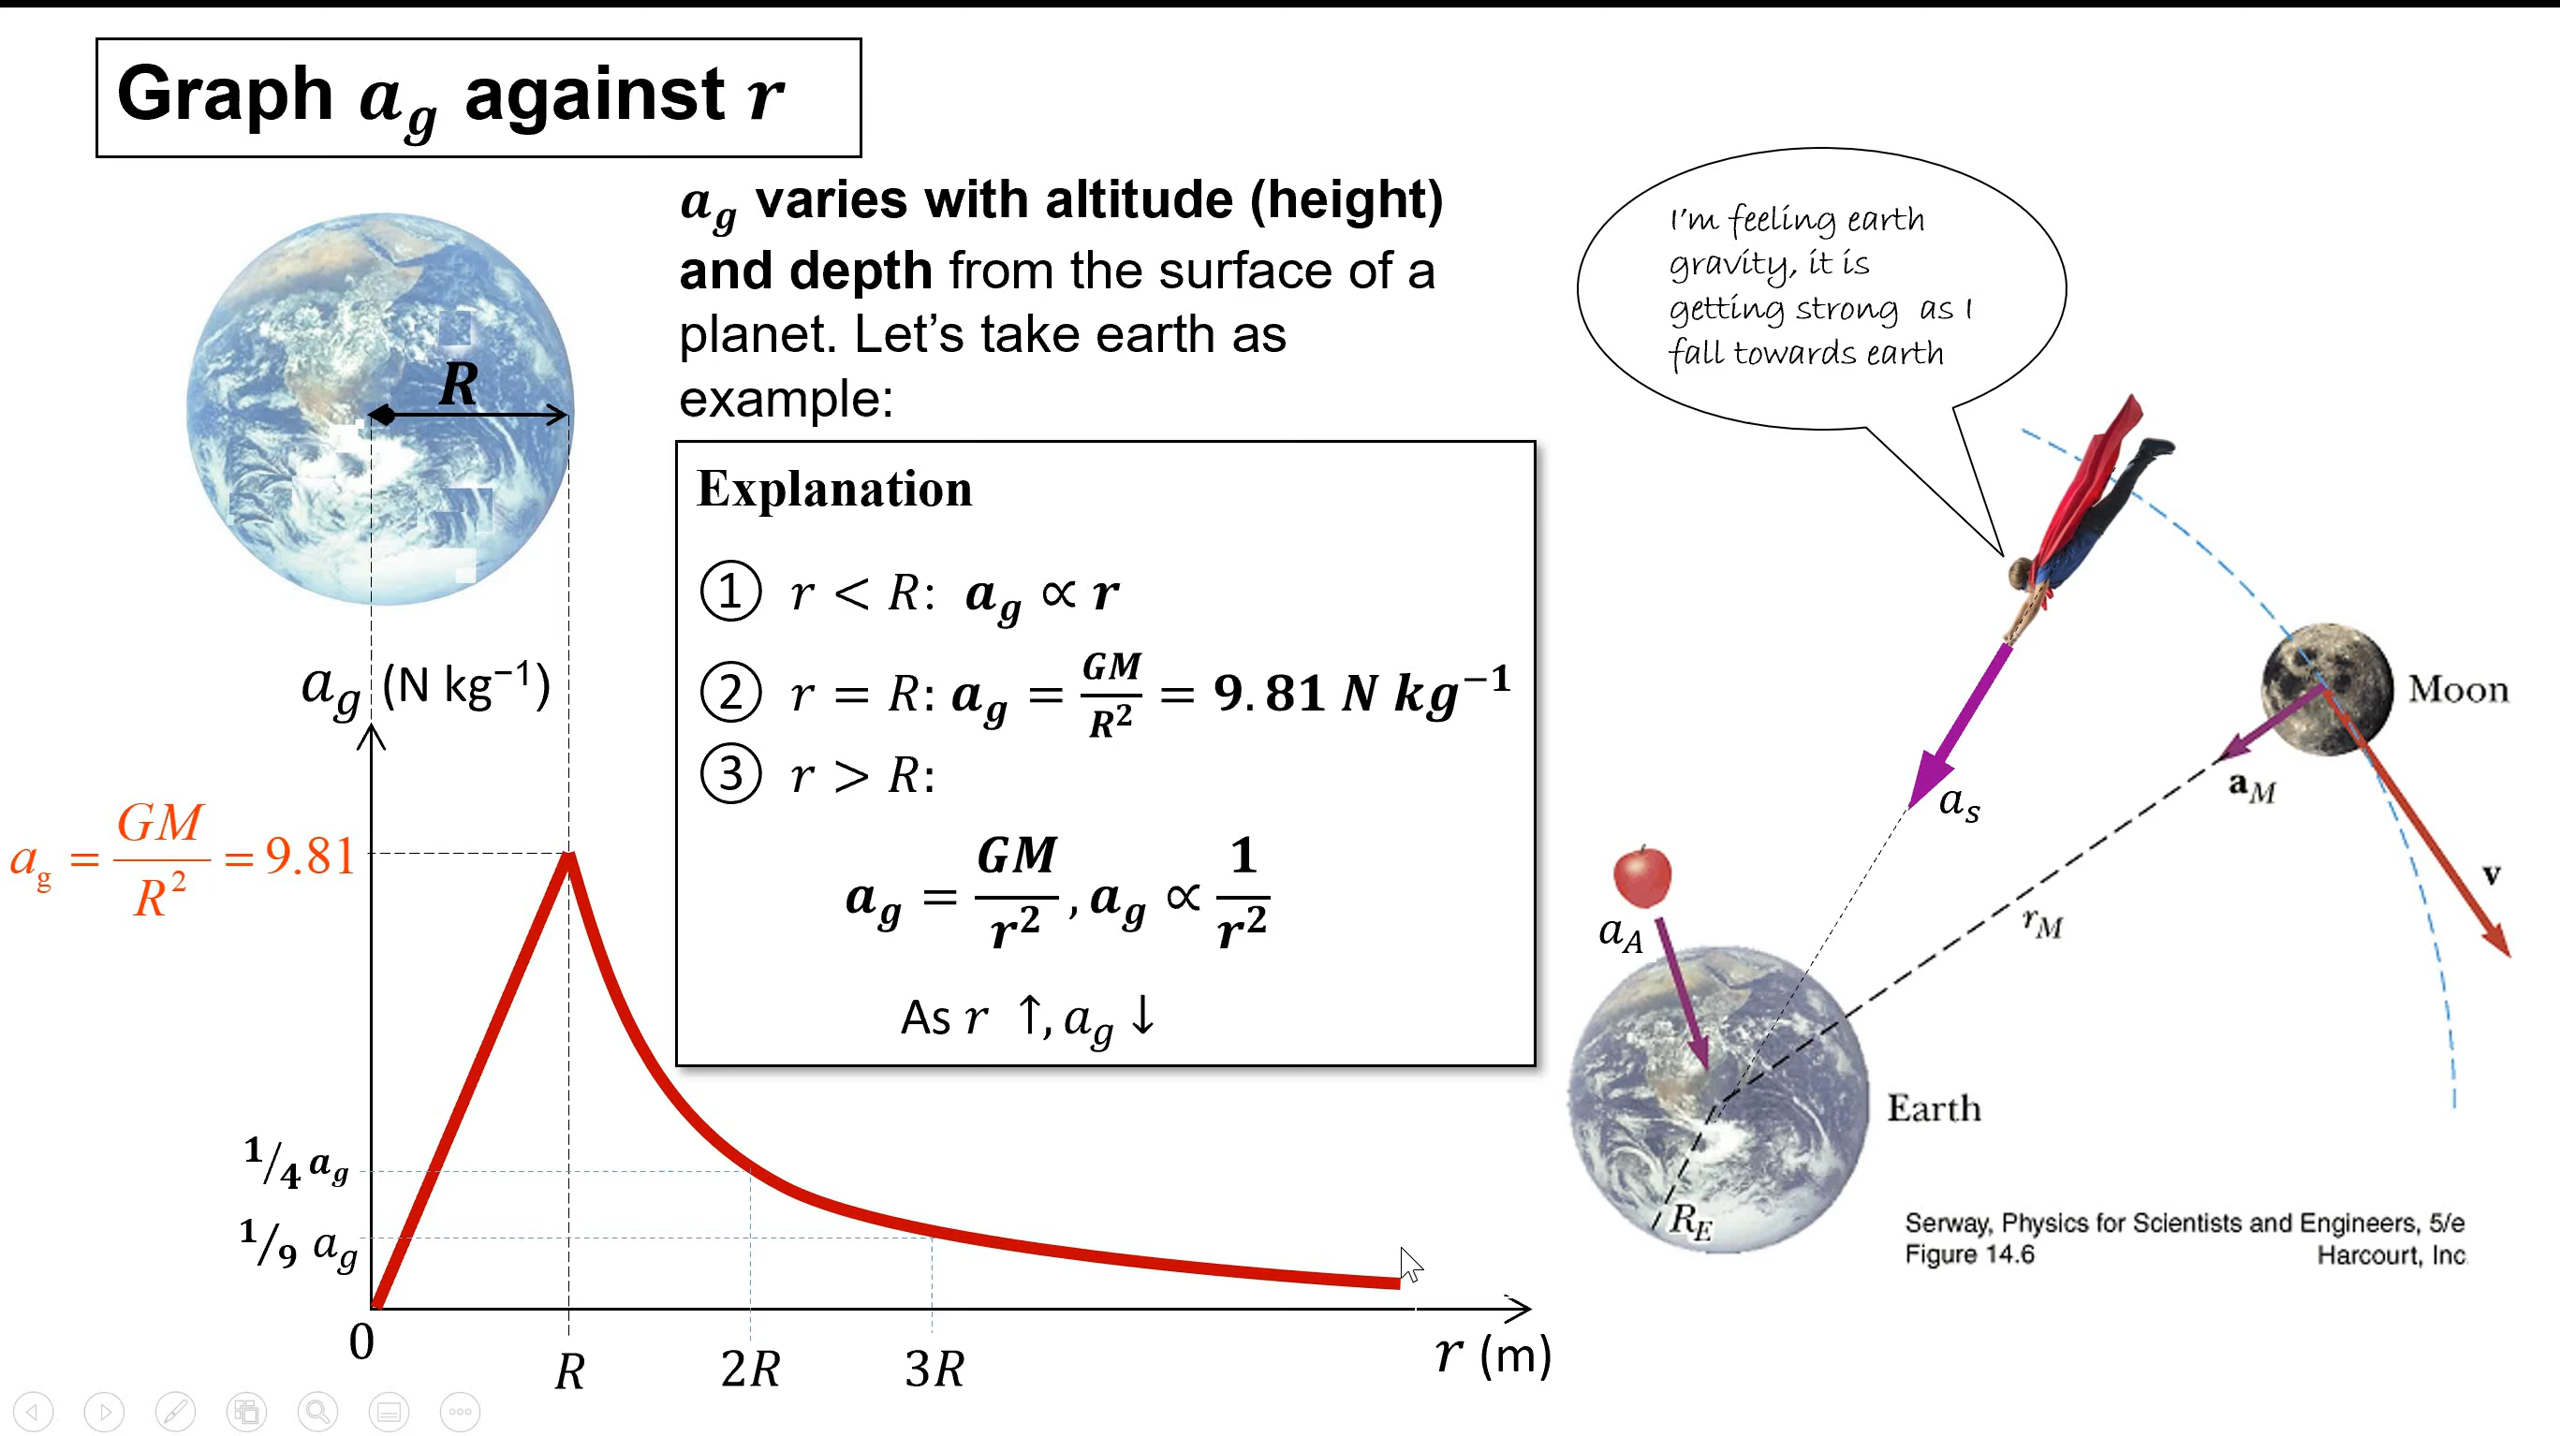 Graph a_g against r
a_g varies with altitude (height)
and depth from the surface of a
planet. Let’s take earth as
example:
I'm feeling earth
gravity, it is
getting strong as I
fall towards earth
R
Explanation
① r < R: a_g ∝ r
② r = R: a_g = GM/R² = 9.81 N kg⁻¹
③ r > R:
a_g = GM/r², a_g ∝ 1/r²
As r ↑, a_g ↓
a_g (N kg⁻¹)
a_g = GM/R² = 9.81
1/4 a_g
1/9 a_g
0
R
2R
3R
r (m)
Moon
a_M
a_s
v
r_M
a_A
Earth
R_E
Serway, Physics for Scientists and Engineers, 5/e
Figure 14.6 Harcourt, Inc